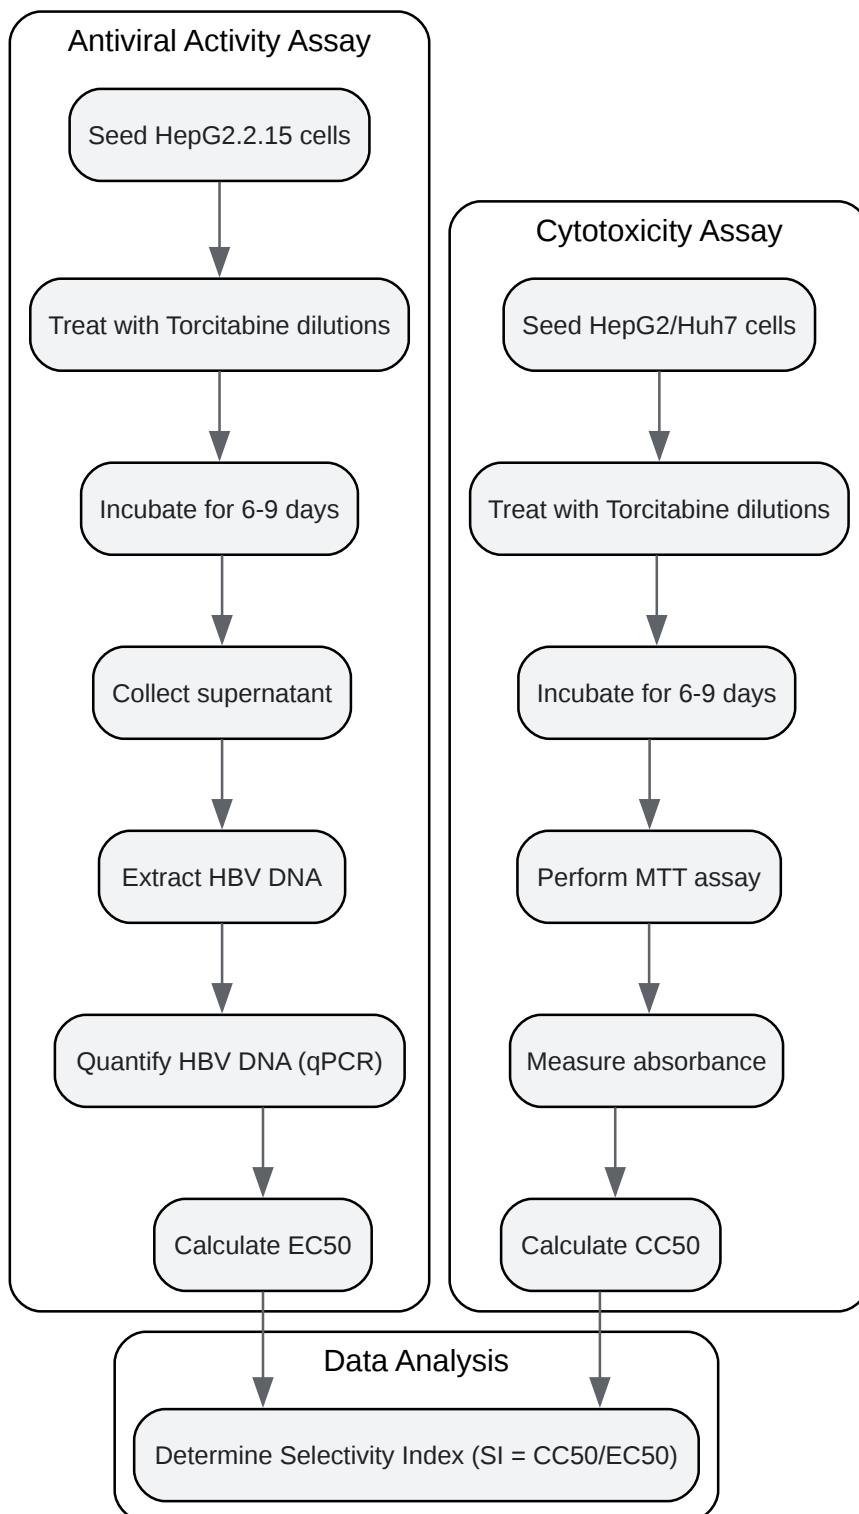 Antiviral Activity Assay
Seed HepG2.2.15 cells
Treat with Torcitabine dilutions
Incubate for 6-9 days
Collect supernatant
Extract HBV DNA
Quantify HBV DNA (qPCR)
Calculate EC50
Cytotoxicity Assay
Seed HepG2/Huh7 cells
Treat with Torcitabine dilutions
Incubate for 6-9 days
Perform MTT assay
Measure absorbance
Calculate CC50
Data Analysis
Determine Selectivity Index (SI = CC50/EC50)